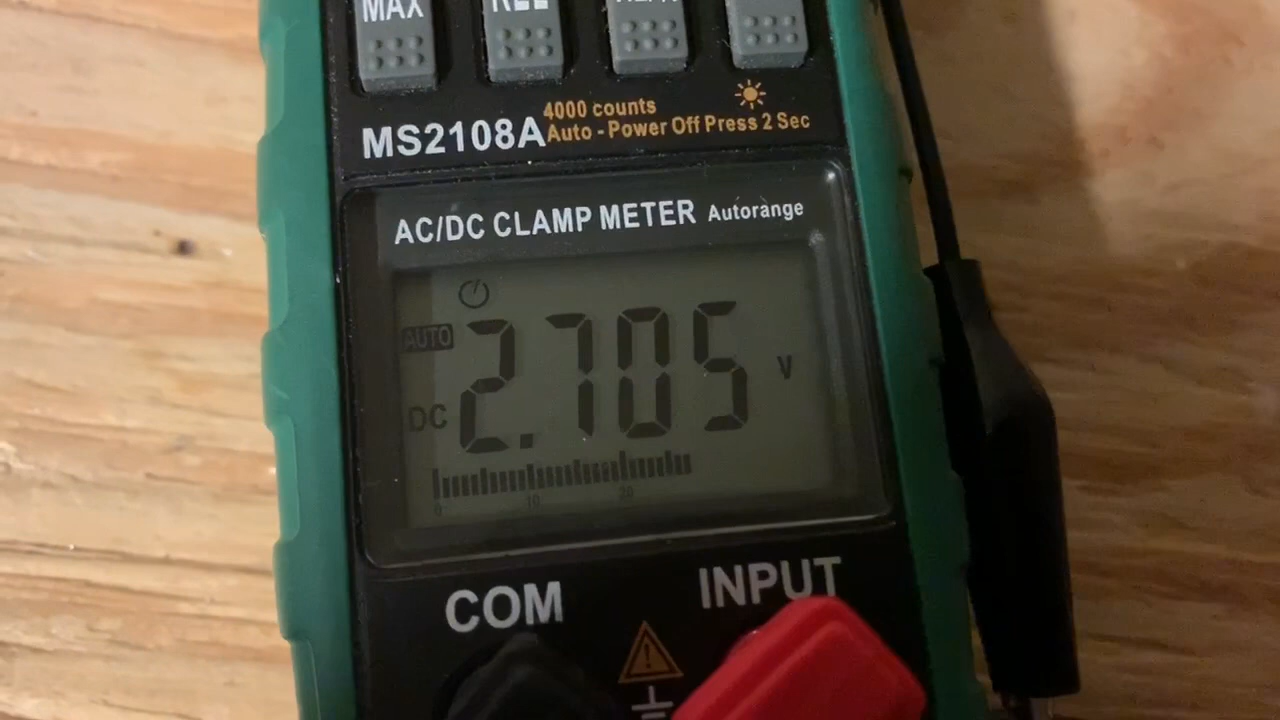 MAX REL
4000 counts
MS2108A Auto - Power Off Press 2 Sec
AC/DC CLAMP METER Autorange
AUTO 2.705 V
DC
0 10 20
COM INPUT